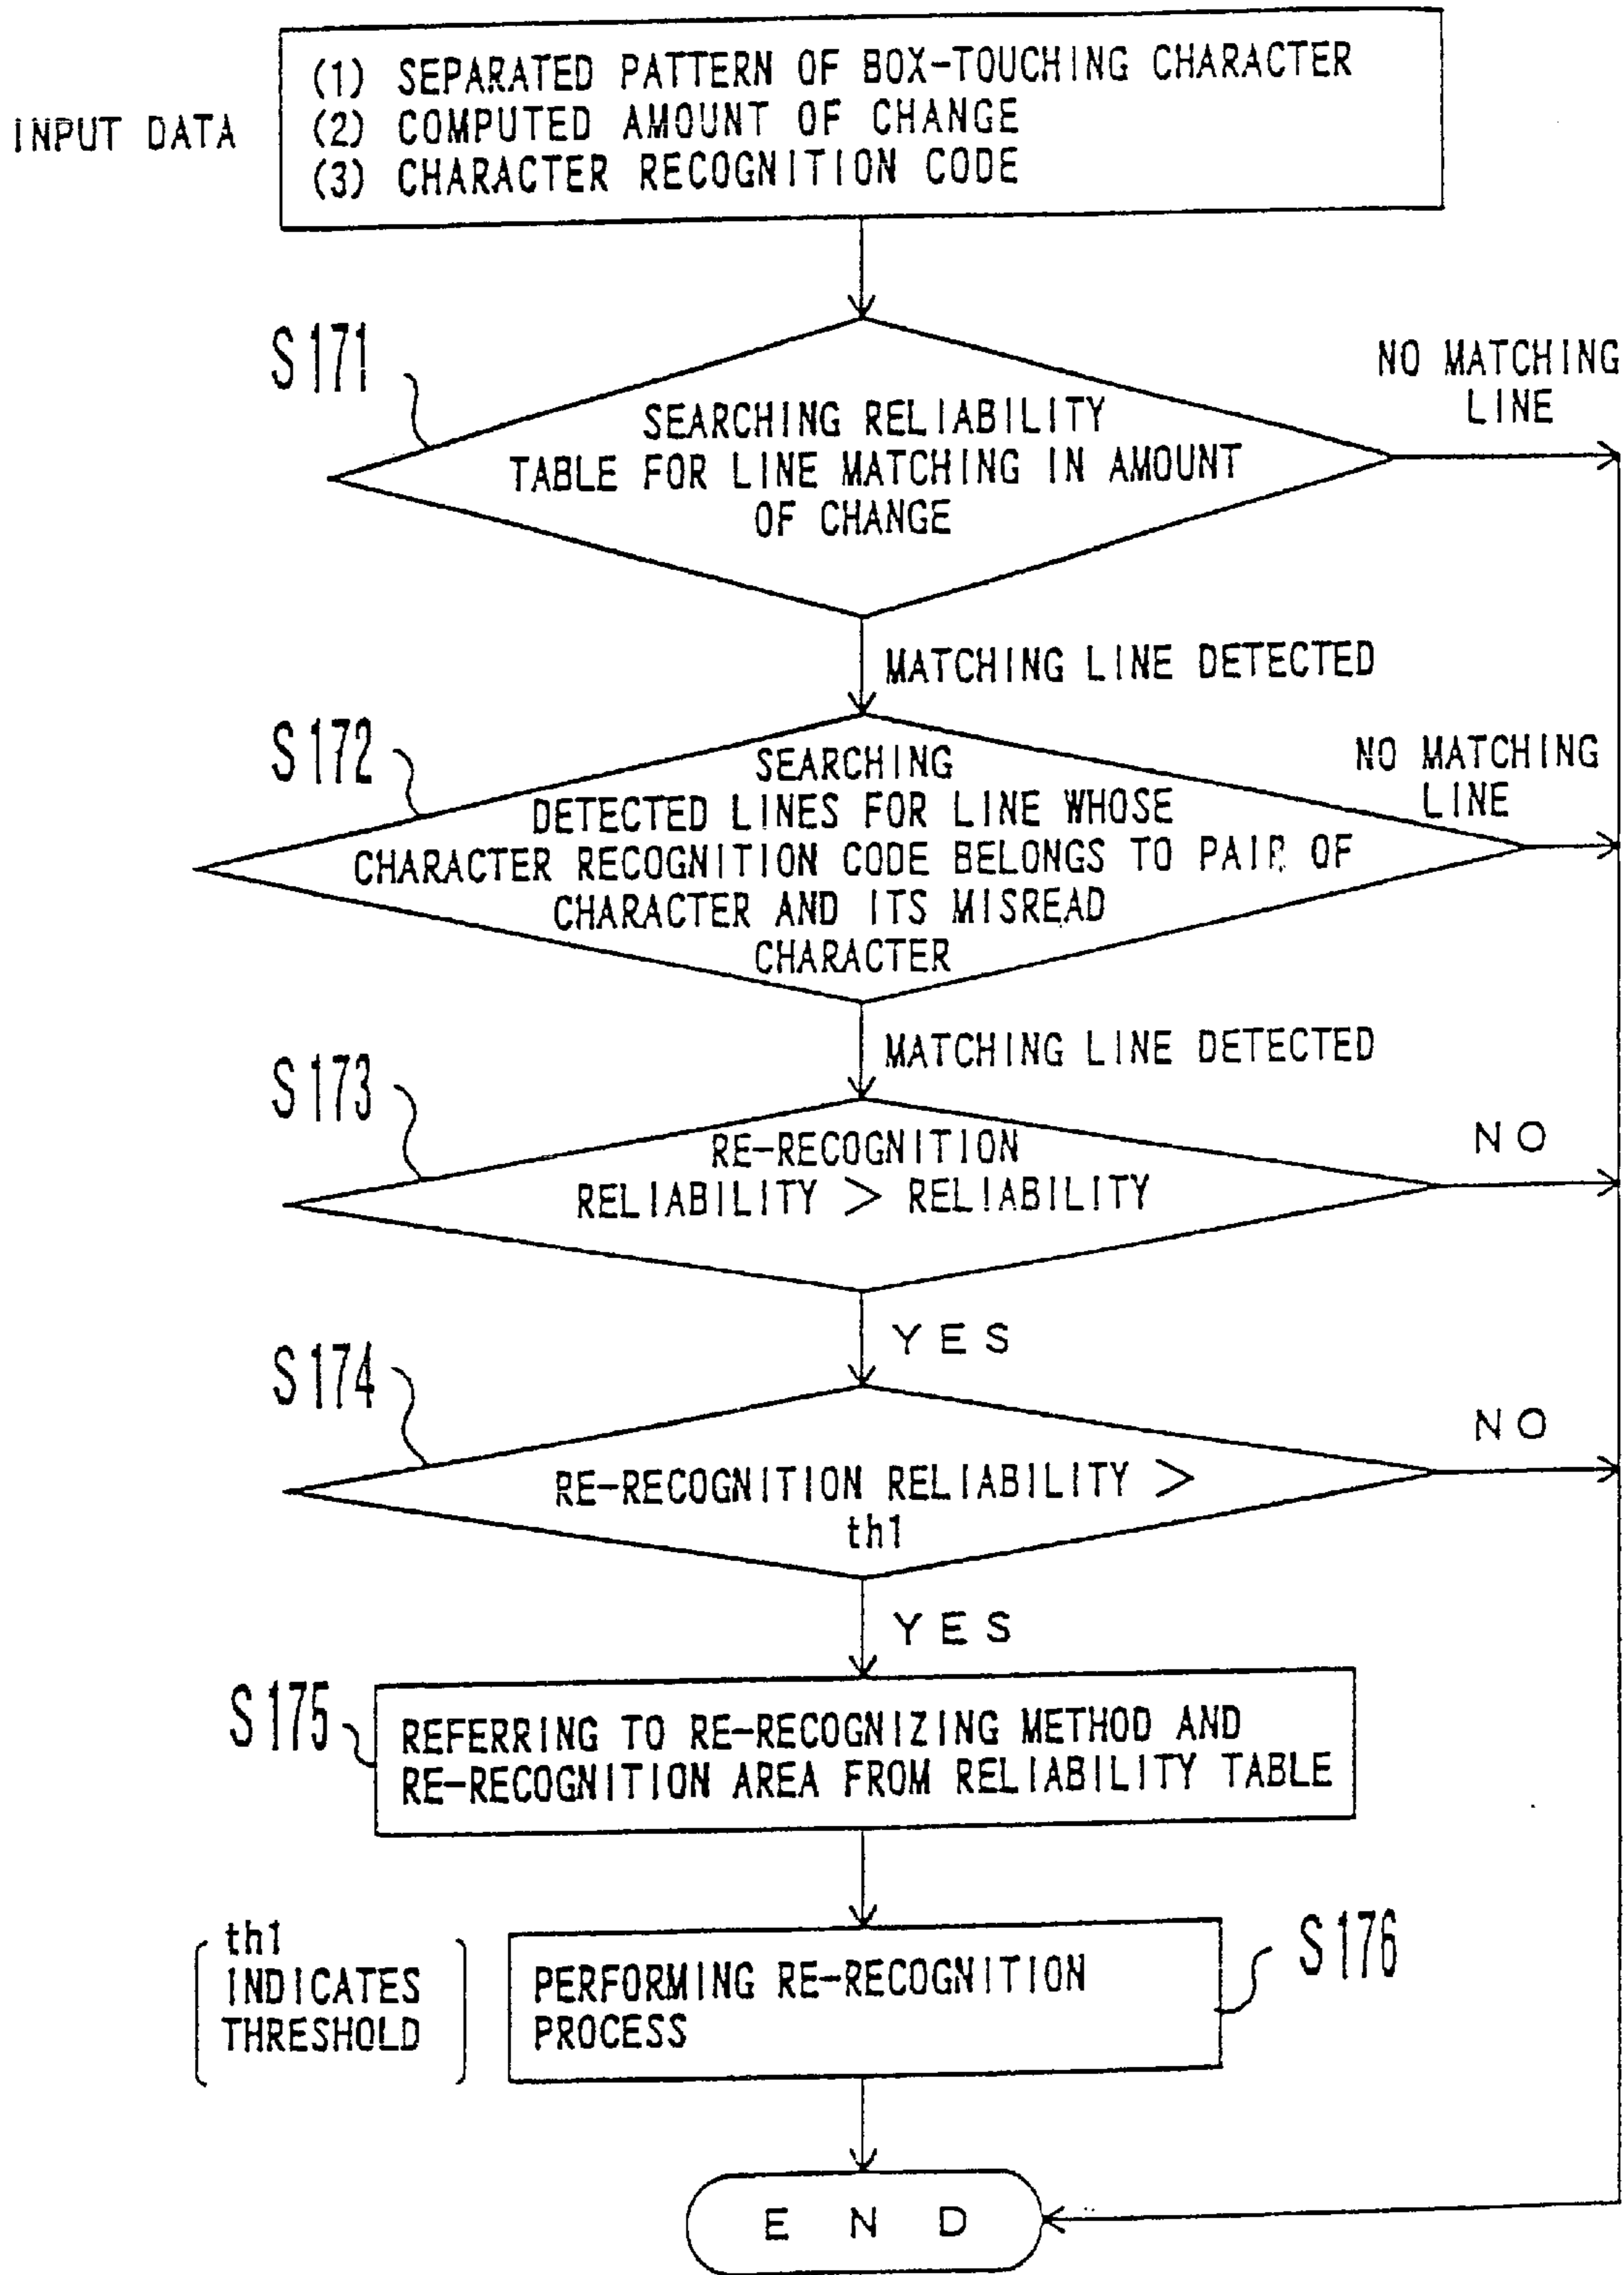 INPUT DATA
(1) SEPARATED PATTERN OF BOX-TOUCHING CHARACTER
(2) COMPUTED AMOUNT OF CHANGE
(3) CHARACTER RECOGNITION CODE
S171
SEARCHING RELIABILITY
TABLE FOR LINE MATCHING IN AMOUNT
OF CHANGE
NO MATCHING
LINE
MATCHING LINE DETECTED
S172
SEARCHING
DETECTED LINES FOR LINE WHOSE
CHARACTER RECOGNITION CODE BELONGS TO PAIR OF
CHARACTER AND ITS MISREAD
CHARACTER
NO MATCHING
LINE
MATCHING LINE DETECTED
S173
RE-RECOGNITION
RELIABILITY > RELIABILITY
NO
YES
S174
RE-RECOGNITION RELIABILITY >
th1
NO
YES
S175
REFERRING TO RE-RECOGNIZING METHOD AND
RE-RECOGNITION AREA FROM RELIABILITY TABLE
th1
INDICATES
THRESHOLD
PERFORMING RE-RECOGNITION
PROCESS
S176
END